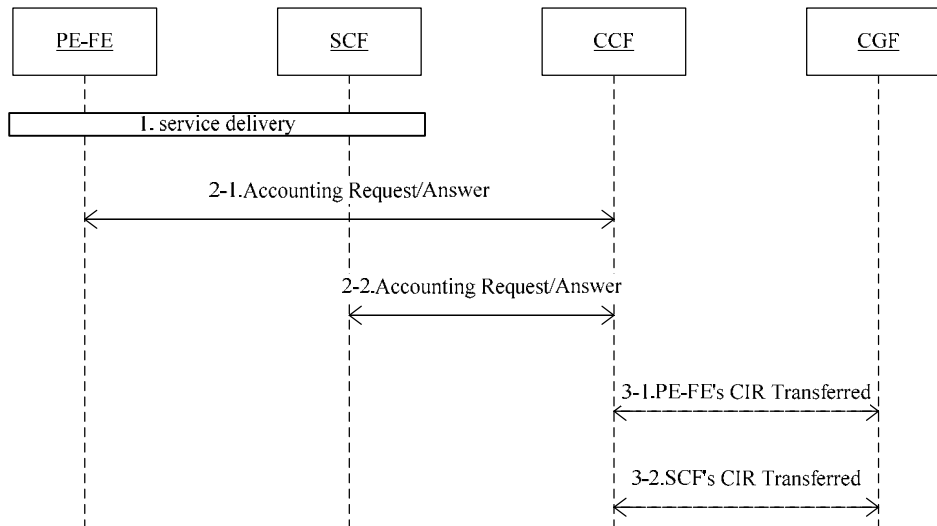 PE-FE
SCF
CCF
CGF
1. service delivery
2-1.Accounting Request/Answer
2-2.Accounting Request/Answer
3-1.PE-FE's CIR Transferred
3-2.SCF's CIR Transferred